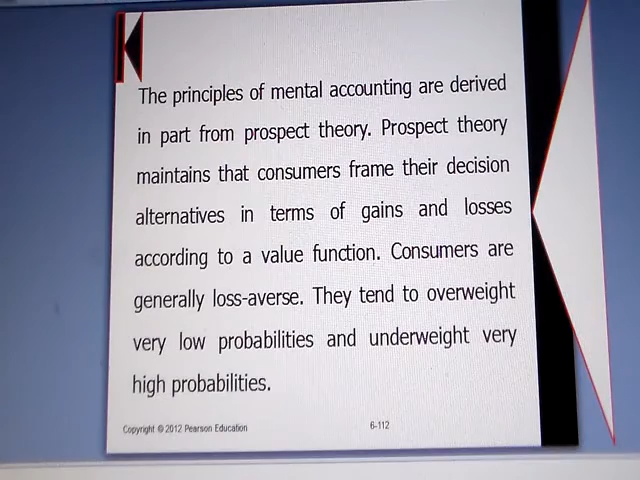 The principles of mental accounting are derived
in part from prospect theory. Prospect theory
maintains that consumers frame their decision
alternatives in terms of gains and losses
according to a value function. Consumers are
generally loss-averse. They tend to overweight
very low probabilities and underweight very
high probabilities.
Copyright © 2012 Pearson Education
6-112